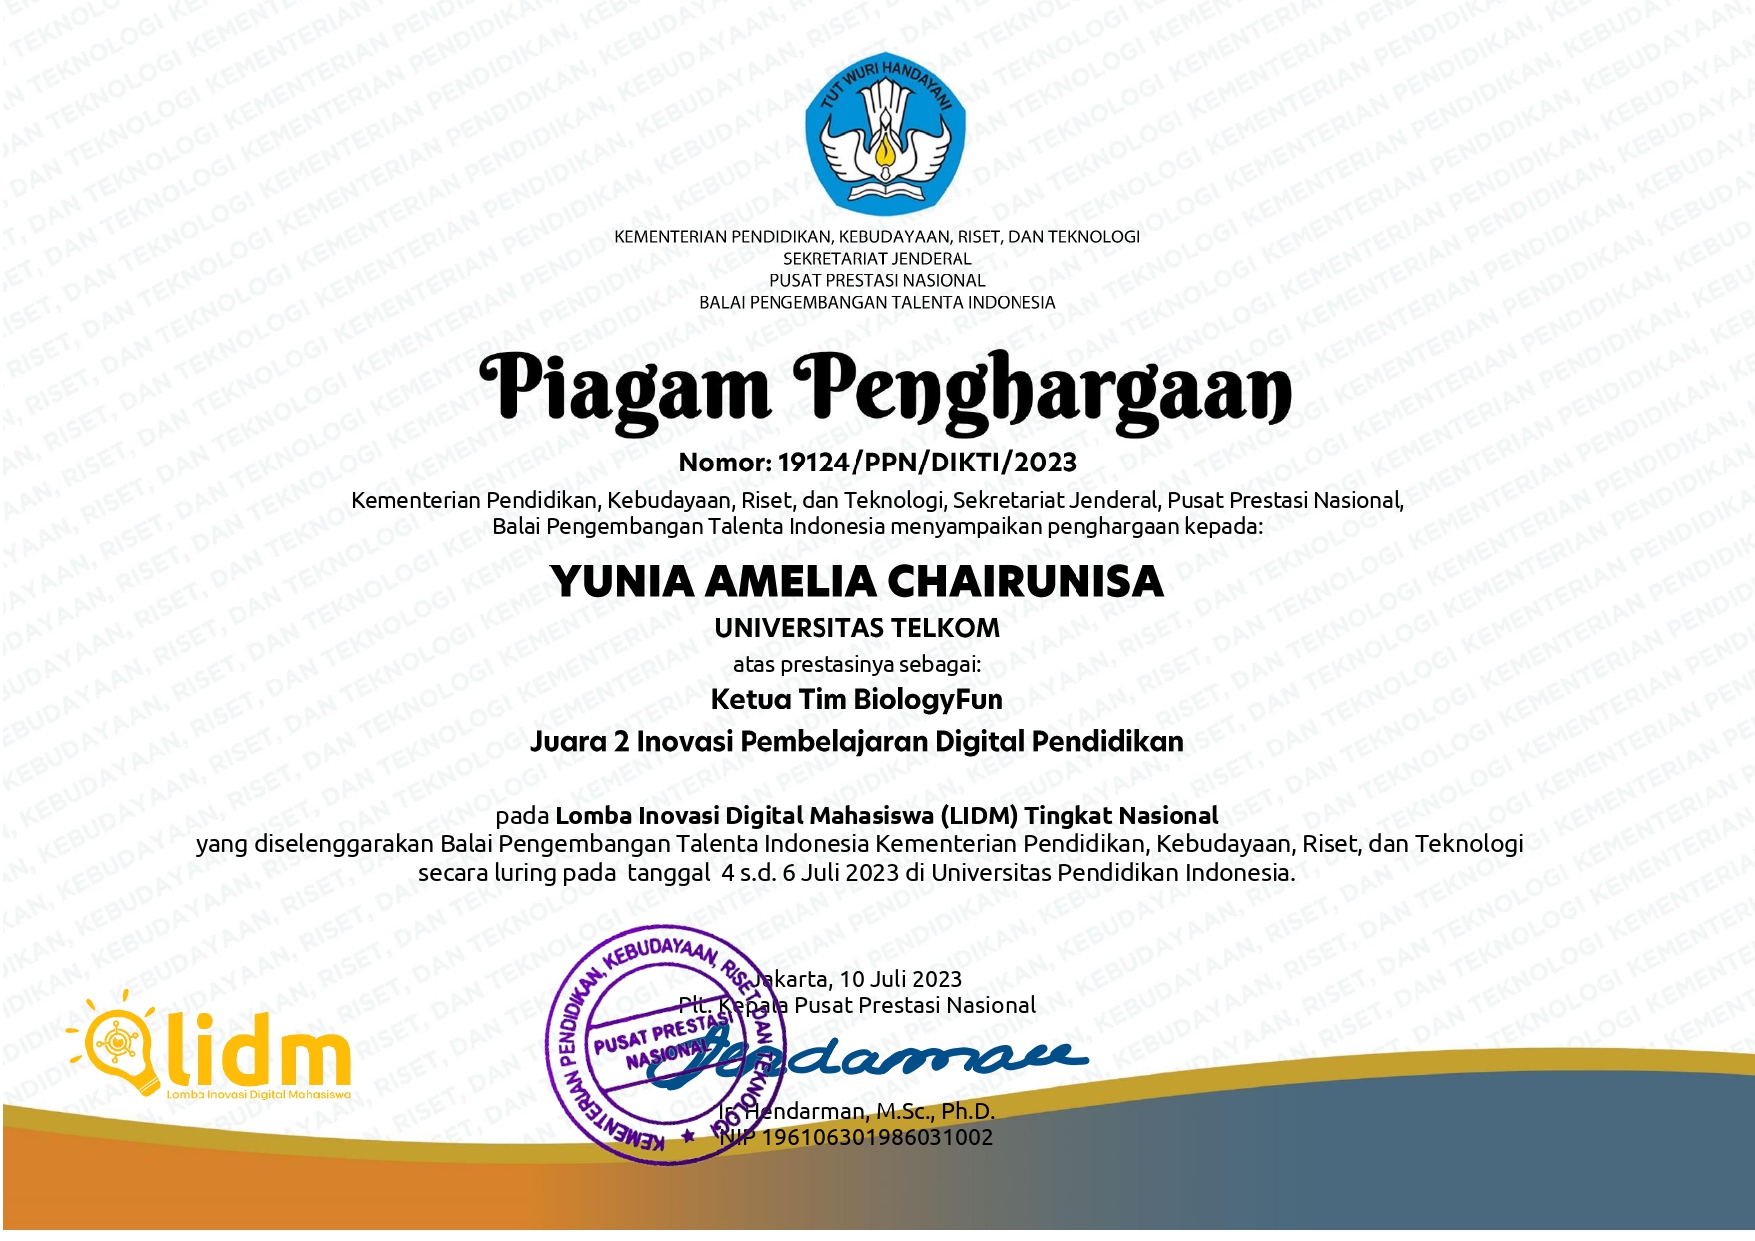 TUT WURI HANDAYANI
KEMENTERIAN PENDIDIKAN, KEBUDAYAAN, RISET, DAN TEKNOLOGI
SEKRETARIAT JENDERAL
PUSAT PRESTASI NASIONAL
BALAI PENGEMBANGAN TALENTA INDONESIA
Piagam Penghargaan
Nomor: 19124/PPN/DIKTI/2023
Kementerian Pendidikan, Kebudayaan, Riset, dan Teknologi, Sekretariat Jenderal, Pusat Prestasi Nasional,
Balai Pengembangan Talenta Indonesia menyampaikan penghargaan kepada:
YUNIA AMELIA CHAIRUNISA
UNIVERSITAS TELKOM
atas prestasinya sebagai:
Ketua Tim BiologyFun
Juara 2 Inovasi Pembelajaran Digital Pendidikan
pada Lomba Inovasi Digital Mahasiswa (LIDM) Tingkat Nasional
yang diselenggarakan Balai Pengembangan Talenta Indonesia Kementerian Pendidikan, Kebudayaan, Riset, dan Teknologi
secara luring pada tanggal 4 s.d. 6 Juli 2023 di Universitas Pendidikan Indonesia.
Jakarta, 10 Juli 2023
Plt. Kepala Pusat Prestasi Nasional
KEMENTERIAN PENDIDIKAN, KEBUDAYAAN, RISET, DAN TEKNOLOGI
PUSAT PRESTASI
NASIONAL
Hendarman
Ir. Hendarman, M.Sc., Ph.D.
NIP 196106301986031002
lidm
Lomba Inovasi Digital Mahasiswa